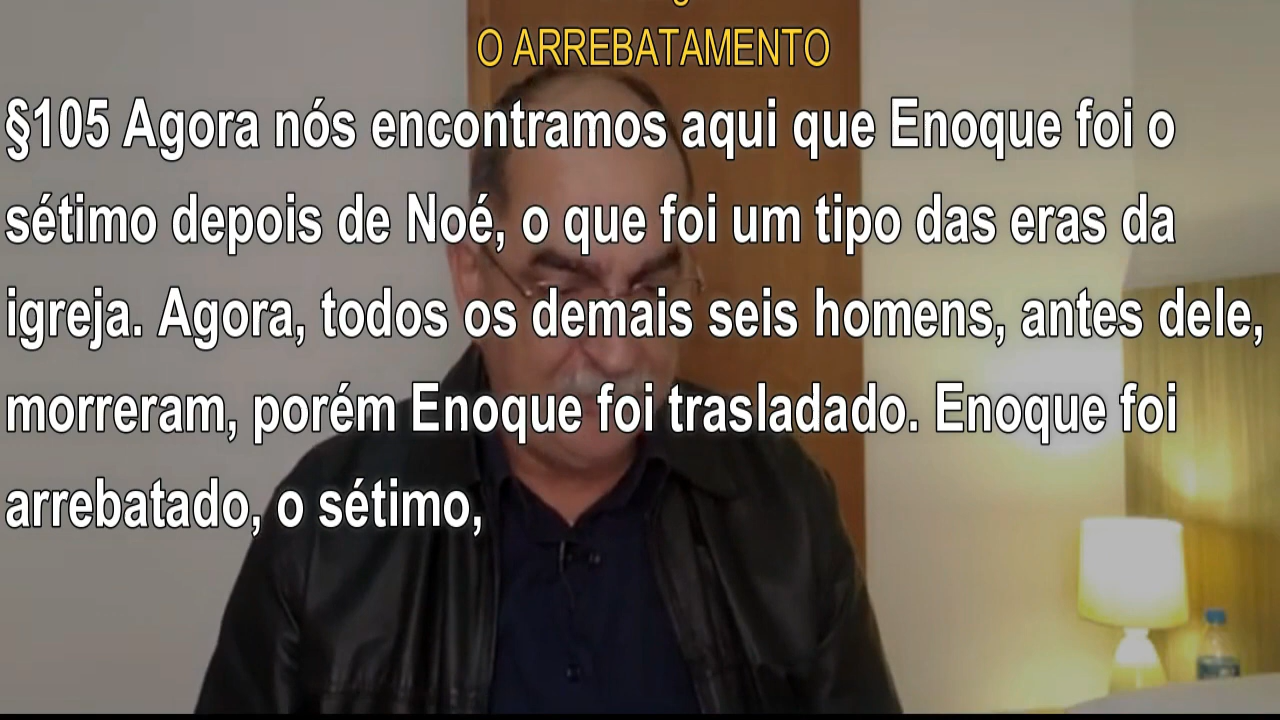 O ARREBATAMENTO
§105 Agora nós encontramos aqui que Enoque foi o
sétimo depois de Noé, o que foi um tipo das eras da
igreja. Agora, todos os demais seis homens, antes dele,
morreram, porém Enoque foi trasladado. Enoque foi
arrebatado, o sétimo,